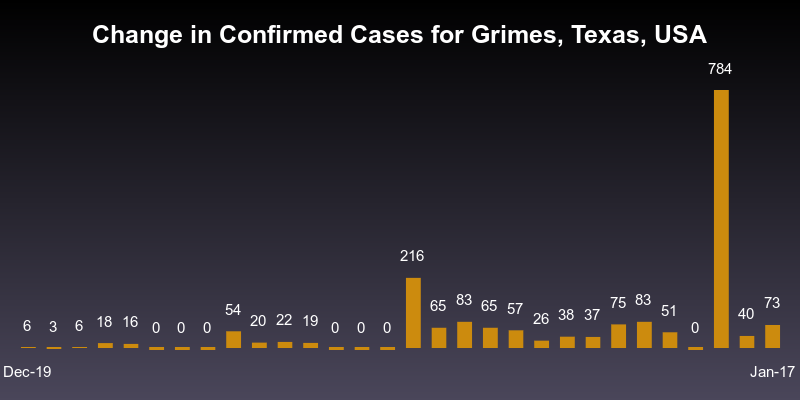 Change in Confirmed Cases for Grimes, Texas, USA
6 3 6 18 16 0 0 0 54 20 22 19 0 0 0 216 65 83 65 57 26 38 37 75 83 51 0 784 40 73
Dec-19 Jan-17